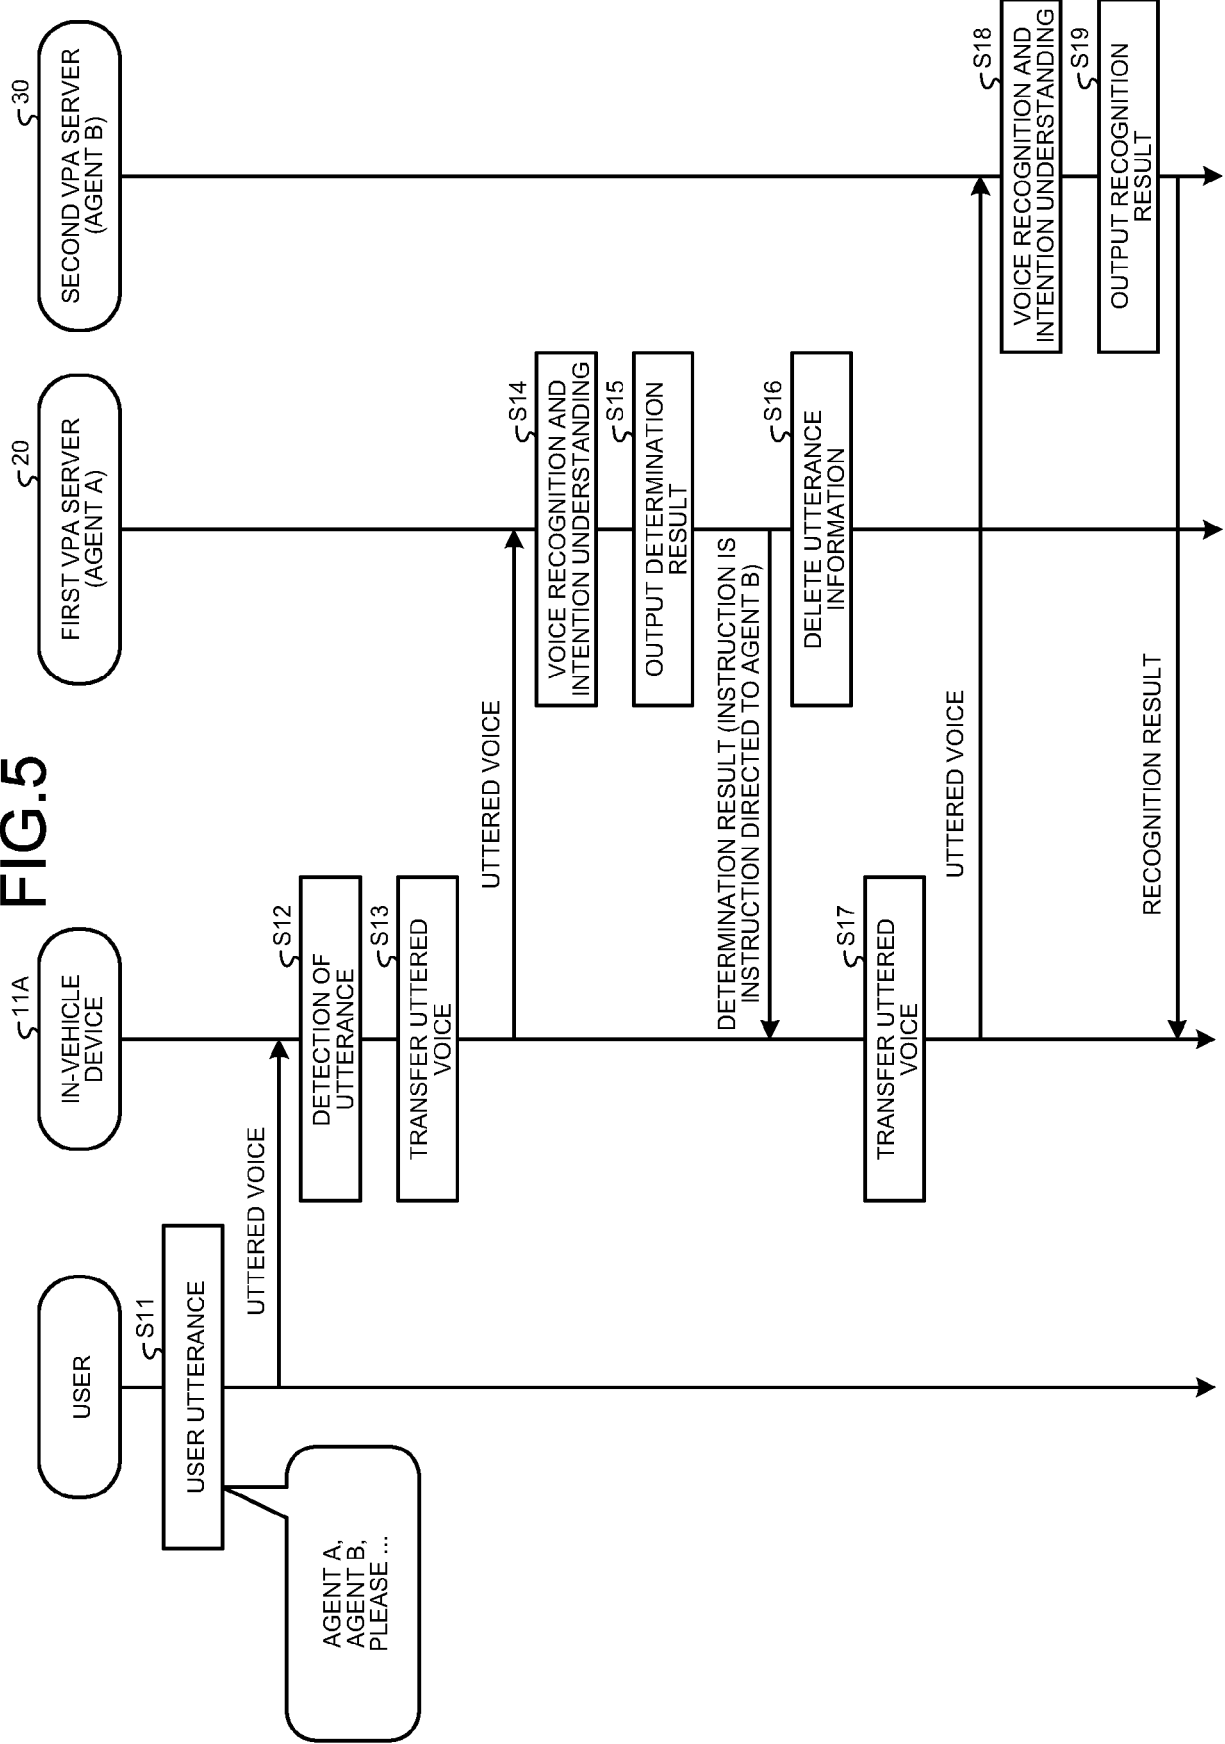 FIG.5
USER
IN-VEHICLE
DEVICE
11A
FIRST VPA SERVER
(AGENT A)
20
SECOND VPA SERVER
(AGENT B)
30
S11
USER UTTERANCE
AGENT A,
AGENT B,
PLEASE ...
UTTERED VOICE
S12
DETECTION OF
UTTERANCE
S13
TRANSFER UTTERED
VOICE
UTTERED VOICE
S14
VOICE RECOGNITION AND
INTENTION UNDERSTANDING
S15
OUTPUT DETERMINATION
RESULT
DETERMINATION RESULT (INSTRUCTION IS
INSTRUCTION DIRECTED TO AGENT B)
S16
DELETE UTTERANCE
INFORMATION
S17
TRANSFER UTTERED
VOICE
UTTERED VOICE
S18
VOICE RECOGNITION AND
INTENTION UNDERSTANDING
S19
OUTPUT RECOGNITION
RESULT
RECOGNITION RESULT